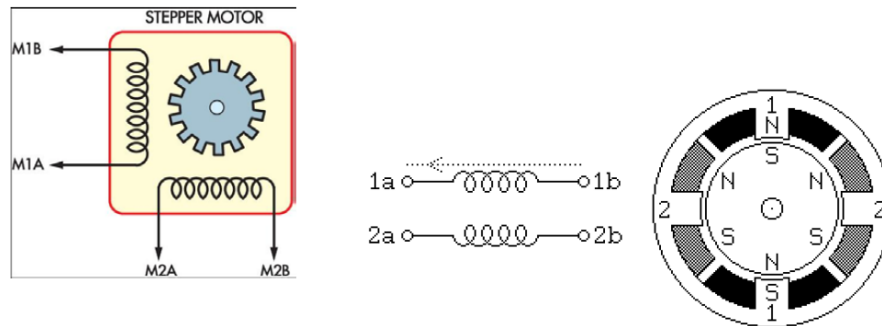 STEPPER MOTOR
M1B
M1A
M2A M2B
1a 1b
2a 2b
1
N
S
N N
2 2
S S
N
S
1